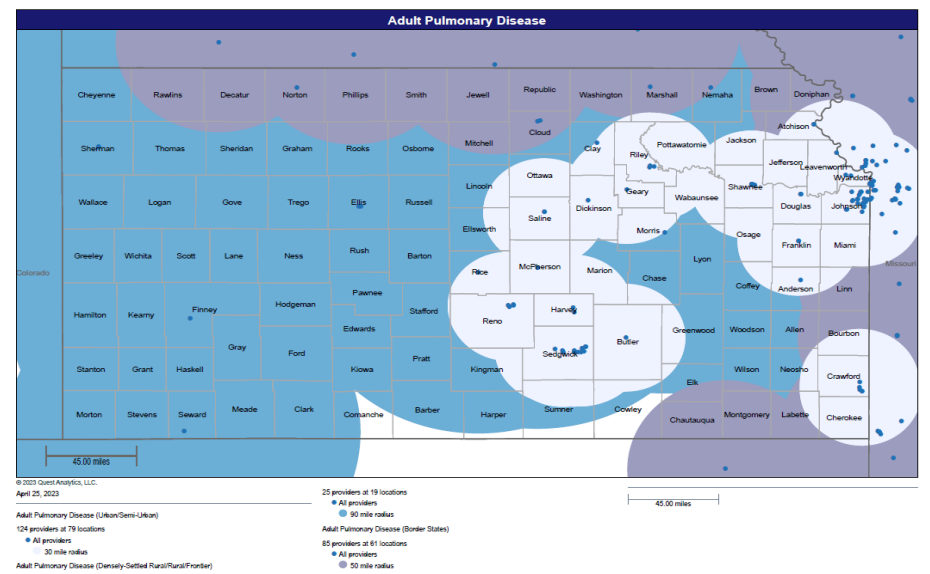 Adult Pulmonary Disease
Cheyenne Rawlins Decatur Norton Phillips Smith Jewell Republic Washington Marshall Nemaha Brown Doniphan
Atchison
Sherman Thomas Sheridan Graham Rooks Osborne Mitchell Cloud Clay Riley Pottawatomie Jackson
Jefferson Leavenworth
Wyandotte
Wallace Logan Gove Trego Ellis Russell Lincoln Ottawa Geary Wabaunsee Shawnee Douglas Johnson
Saline Dickinson
Ellsworth Morris Osage Franklin Miami
Greeley Wichita Scott Lane Ness Rush Barton Rice McPherson Marion Chase Lyon
Colorado
Missouri
Coffey Anderson Linn
Hamilton Kearny Finney Hodgeman Pawnee Stafford Reno Harvey
Edwards Sedgwick Butler Greenwood Woodson Allen Bourbon
Gray Ford
Stanton Grant Haskell Kiowa Pratt Kingman Elk Wilson Neosho Crawford
Morton Stevens Seward Meade Clark Comanche Barber Harper Sumner Cowley Chautauqua Montgomery Labette Cherokee
45.00 miles
© 2023 Quest Analytics, LLC.
April 25, 2023
Adult Pulmonary Disease (Urban/Semi-Urban)
124 providers at 79 locations
All providers
30 mile radius
Adult Pulmonary Disease (Densely-Settled Rural/Rural/Frontier)
25 providers at 19 locations
All providers
90 mile radius
Adult Pulmonary Disease (Border States)
85 providers at 61 locations
All providers
50 mile radius
45.00 miles